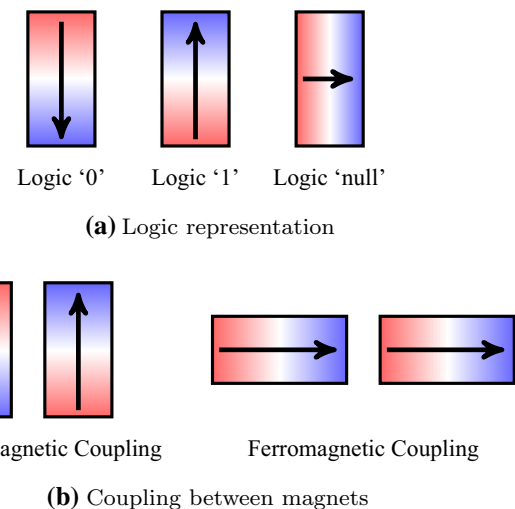 Logic ‘0’ Logic ‘1’ Logic ‘null’
(a) Logic representation
agnetic Coupling Ferromagnetic Coupling
(b) Coupling between magnets